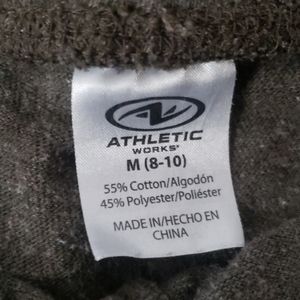 ATHLETIC
WORKS®
M (8-10)
55% Cotton/Algodón
45% Polyester/Poliéster
MADE IN/HECHO EN
CHINA